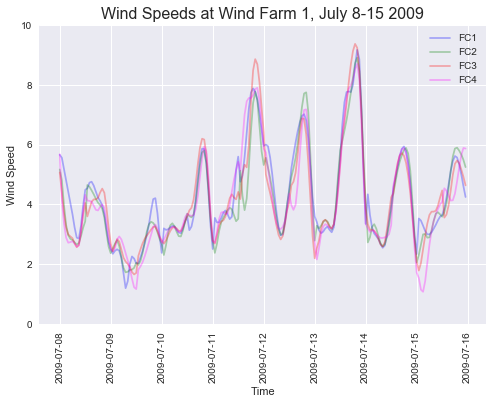 Wind Speeds at Wind Farm 1, July 8-15 2009
10
8
6
4
2
0
Wind Speed
FC1
FC2
FC3
FC4
2009-07-08
2009-07-09
2009-07-10
2009-07-11
2009-07-12
2009-07-13
2009-07-14
2009-07-15
2009-07-16
Time